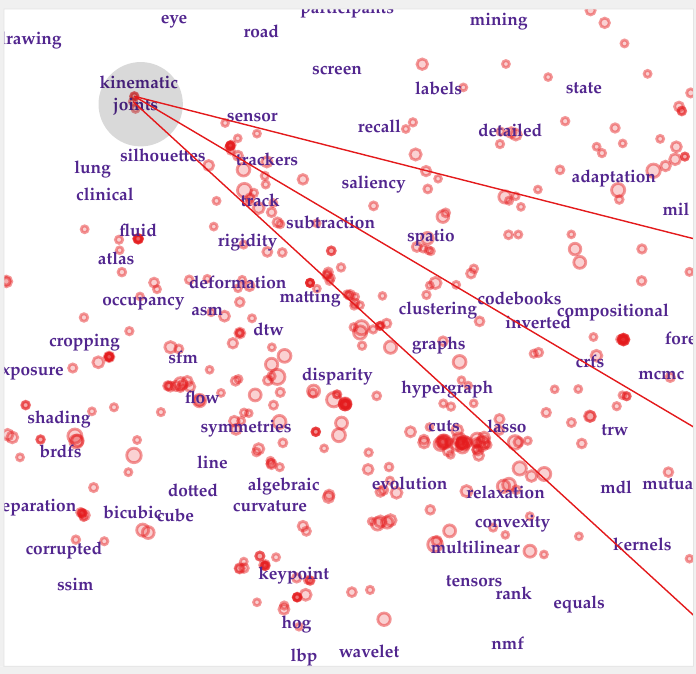 participants
eye
mining
road
rawing
screen
kinematic
labels
state
joints
sensor
recall
detailed
silhouettes
trackers
lung
adaptation
saliency
clinical
track
mil
subtraction
fluid
spatio
rigidity
atlas
deformation
matting
codebooks
occupancy
asm
clustering
compositional
inverted
dtw
cropping
graphs
fore
sfm
crfs
xposure
disparity
mcmc
hypergraph
flow
shading
symmetries
cuts
lasso
trw
brdfs
line
algebraic
evolution
mutua
dotted
relaxation
mdl
eparation
bicubic
cube
curvature
convexity
corrupted
multilinear
kernels
keypoint
ssim
tensors
rank
equals
hog
nmf
lbp
wavelet